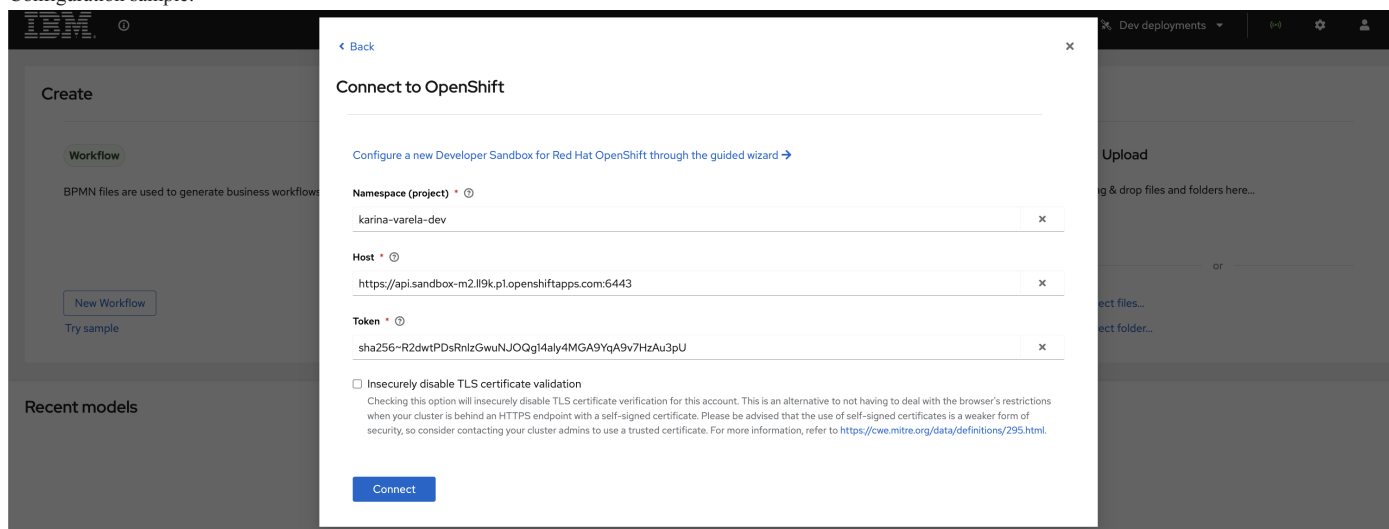 Configuration sample:
IBM.
Dev deployments
Back
Connect to OpenShift
Create
Configure a new Developer Sandbox for Red Hat OpenShift through the guided wizard
Workflow
Upload
BPMN files are used to generate business workflows
drop files and folders here...
Namespace (project) *
karina-varela-dev
Host *
https://api.sandbox-m2.ll9k.p1.openshiftapps.com:6443
or
New Workflow
files...
Try sample
folder...
Token *
sha256~R2dwtPDsRnlzGwuNJOQg14aly4MGA9YqA9v7HzAu3pU
Insecurely disable TLS certificate validation
Checking this option will insecurely disable TLS certificate verification for this account. This is an alternative to not having to deal with the browser's restrictions
when your cluster is behind an HTTPS endpoint with a self-signed certificate. Please be advised that the use of self-signed certificates is a weaker form of
security, so consider contacting your cluster admins to use a trusted certificate. For more information, refer to https://cwe.mitre.org/data/definitions/295.html.
Recent models
Connect